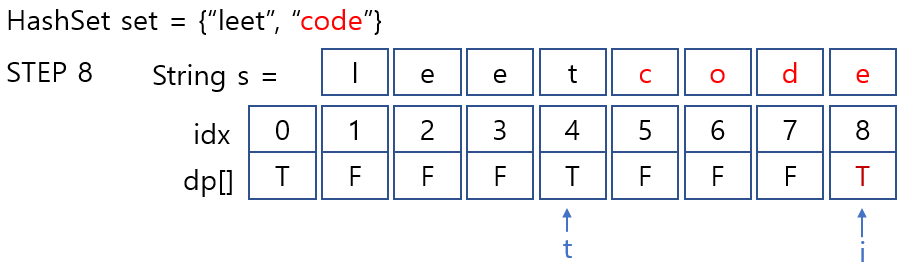 HashSet set = {“leet”, “code”}
STEP 8 String s = l e e t c o d e
idx 0 1 2 3 4 5 6 7 8
dp[] T F F F T F F F T
t i